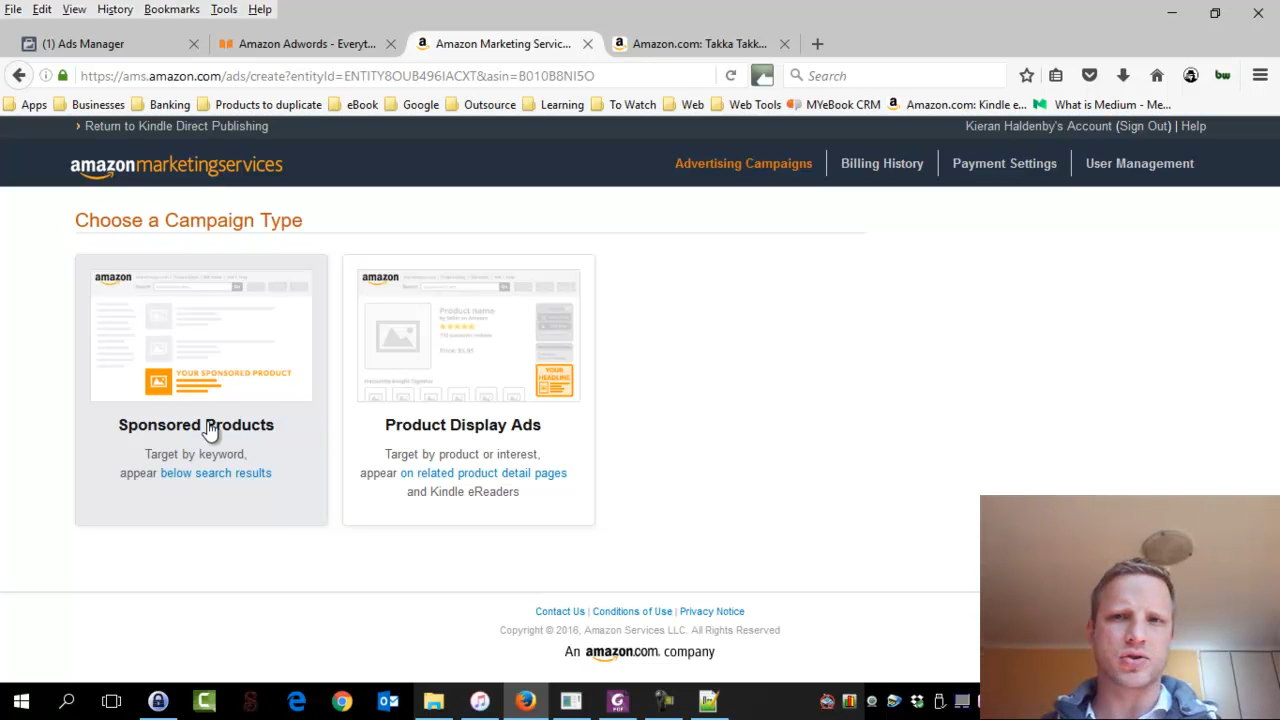 File Edit View History Bookmarks Tools Help
(1) Ads Manager
Amazon Adwords - Everyt...
Amazon Marketing Servic...
Amazon.com: Takka Takk...
https://ams.amazon.com/ads/create?entityId=ENTITY8OUB496IACXT&asin=B010B8NI5O
Search
Apps Businesses Banking Products to duplicate eBook Google Outsource Learning To Watch Web Web Tools MYEbook CRM Amazon.com: Kindle e... What is Medium - Me...
› Return to Kindle Direct Publishing
Kieran Haldenby's Account (Sign Out) | Help
amazonmarketingservices
Advertising Campaigns
Billing History
Payment Settings
User Management
Choose a Campaign Type
amazon
Search
YOUR SPONSORED PRODUCT
Sponsored Products
Target by keyword,
appear below search results
amazon
Search
Product name
Price:
YOUR HEADLINE
Product Display Ads
Target by product or interest,
appear on related product detail pages
and Kindle eReaders
Contact Us | Conditions of Use | Privacy Notice
Copyright © 2016, Amazon Services LLC. All Rights Reserved
An amazon.com company